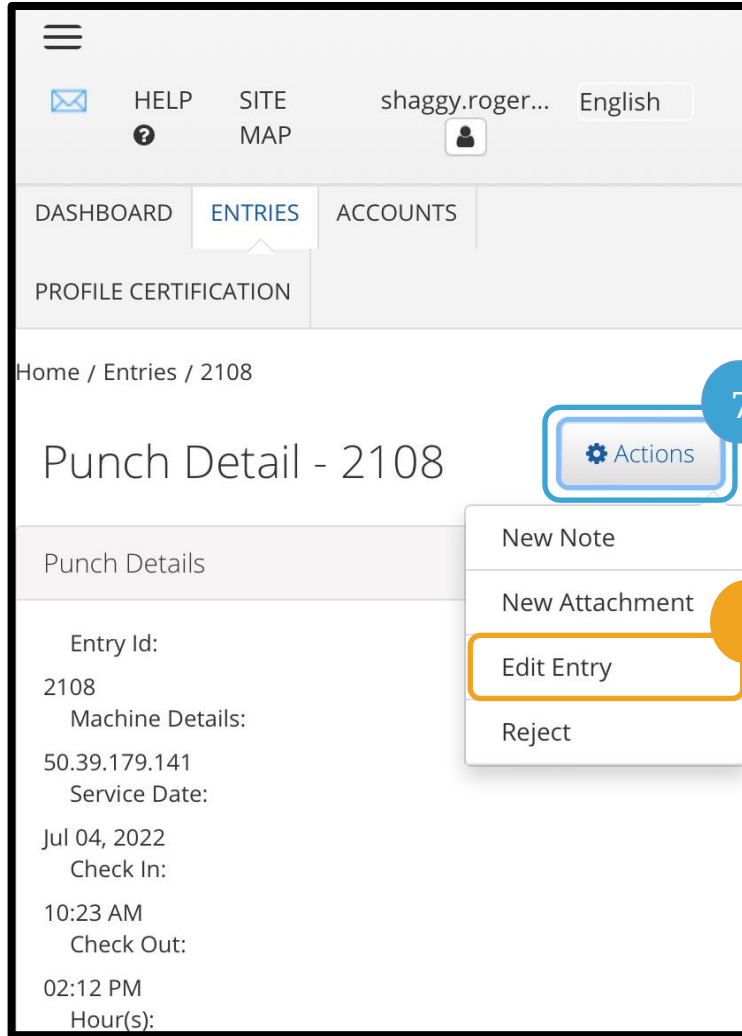 HELP SITE shaggy.roger... English
MAP
DASHBOARD ENTRIES ACCOUNTS
PROFILE CERTIFICATION
Home / Entries / 2108
7
Punch Detail - 2108 Actions
New Note
Punch Details
New Attachment
Entry Id:
Edit Entry
2108
Machine Details:
Reject
50.39.179.141
Service Date:
Jul 04, 2022
Check In:
10:23 AM
Check Out:
02:12 PM
Hour(s):